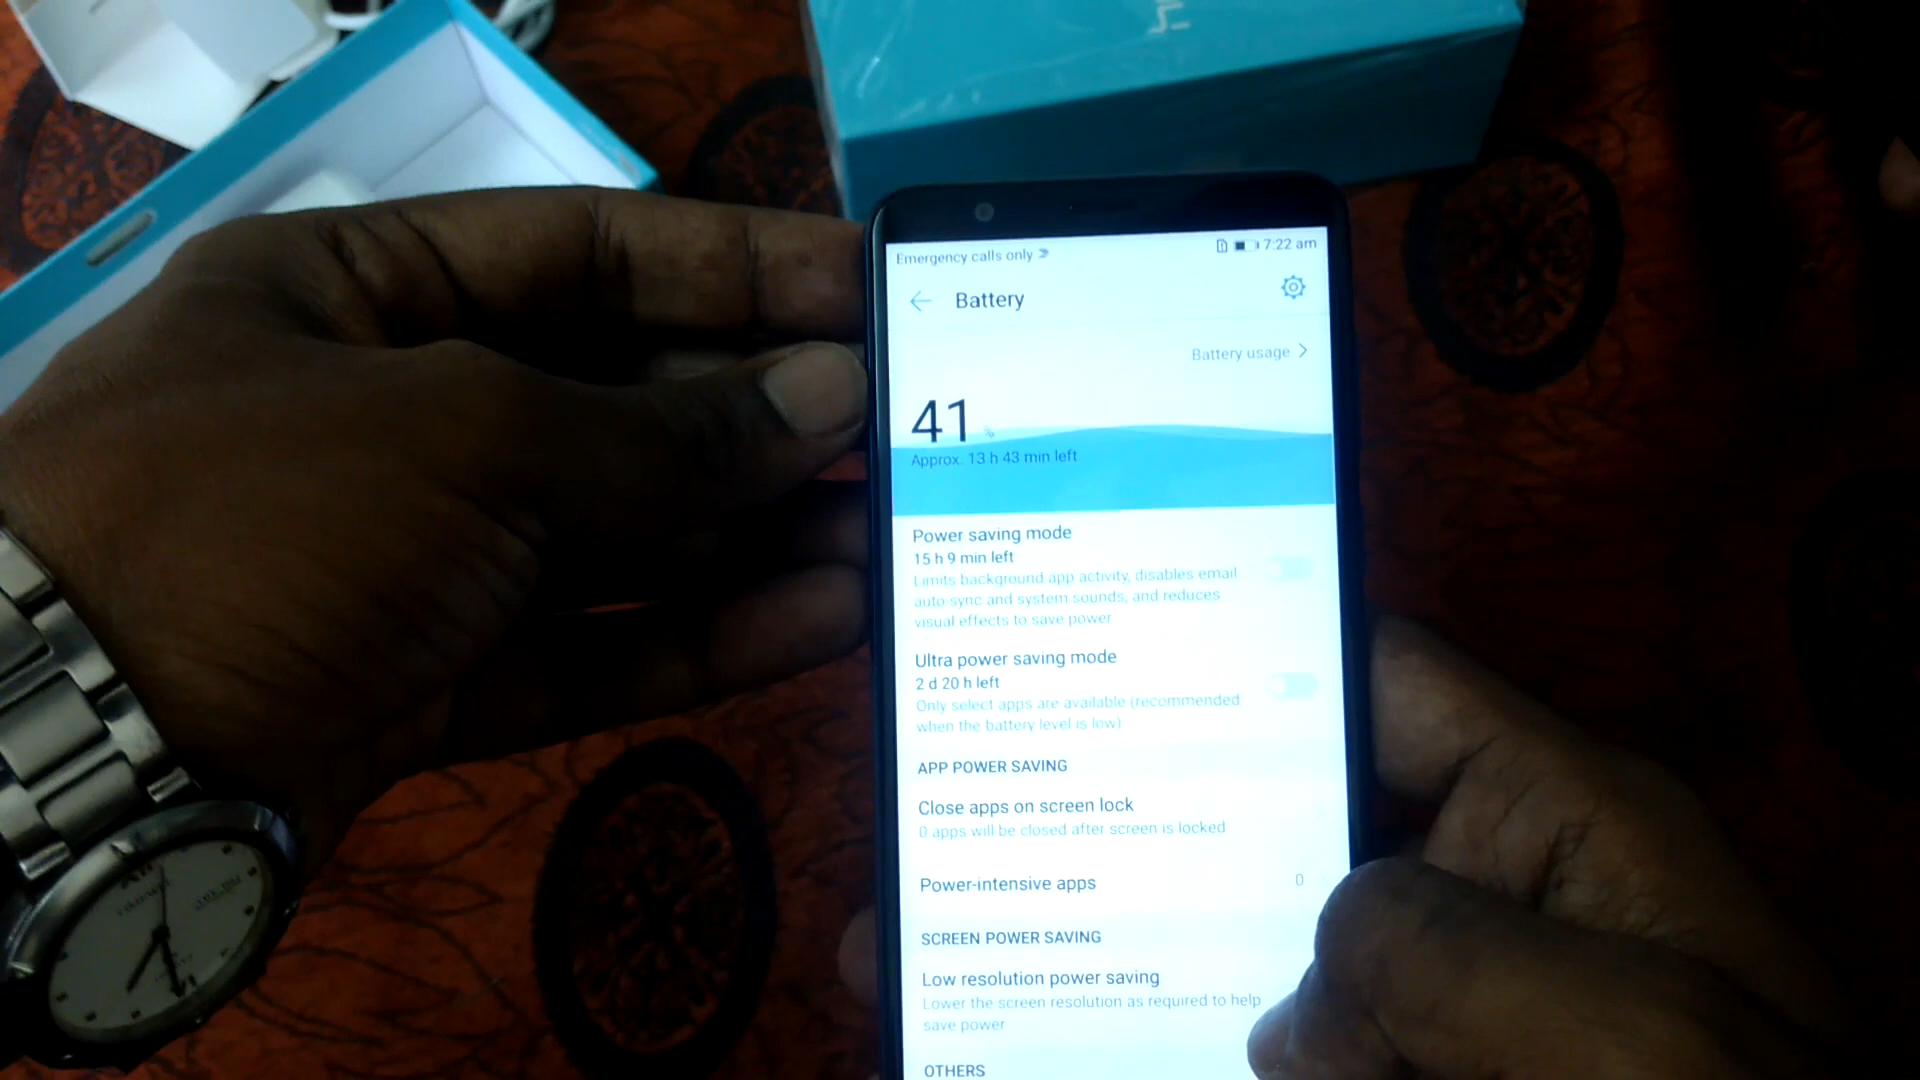 Emergency calls only
7:22 am
Battery
Battery usage
41 %
Approx. 13 h 43 min left
Power saving mode
15 h 9 min left
Limits background app activity, disables email
auto-sync and system sounds, and reduces
visual effects to save power
Ultra power saving mode
2 d 20 h left
Only select apps are available (recommended
when the battery level is low)
APP POWER SAVING
Close apps on screen lock
0 apps will be closed after screen is locked
Power-intensive apps 0
SCREEN POWER SAVING
Low resolution power saving
Lower the screen resolution as required to help
save power
OTHERS